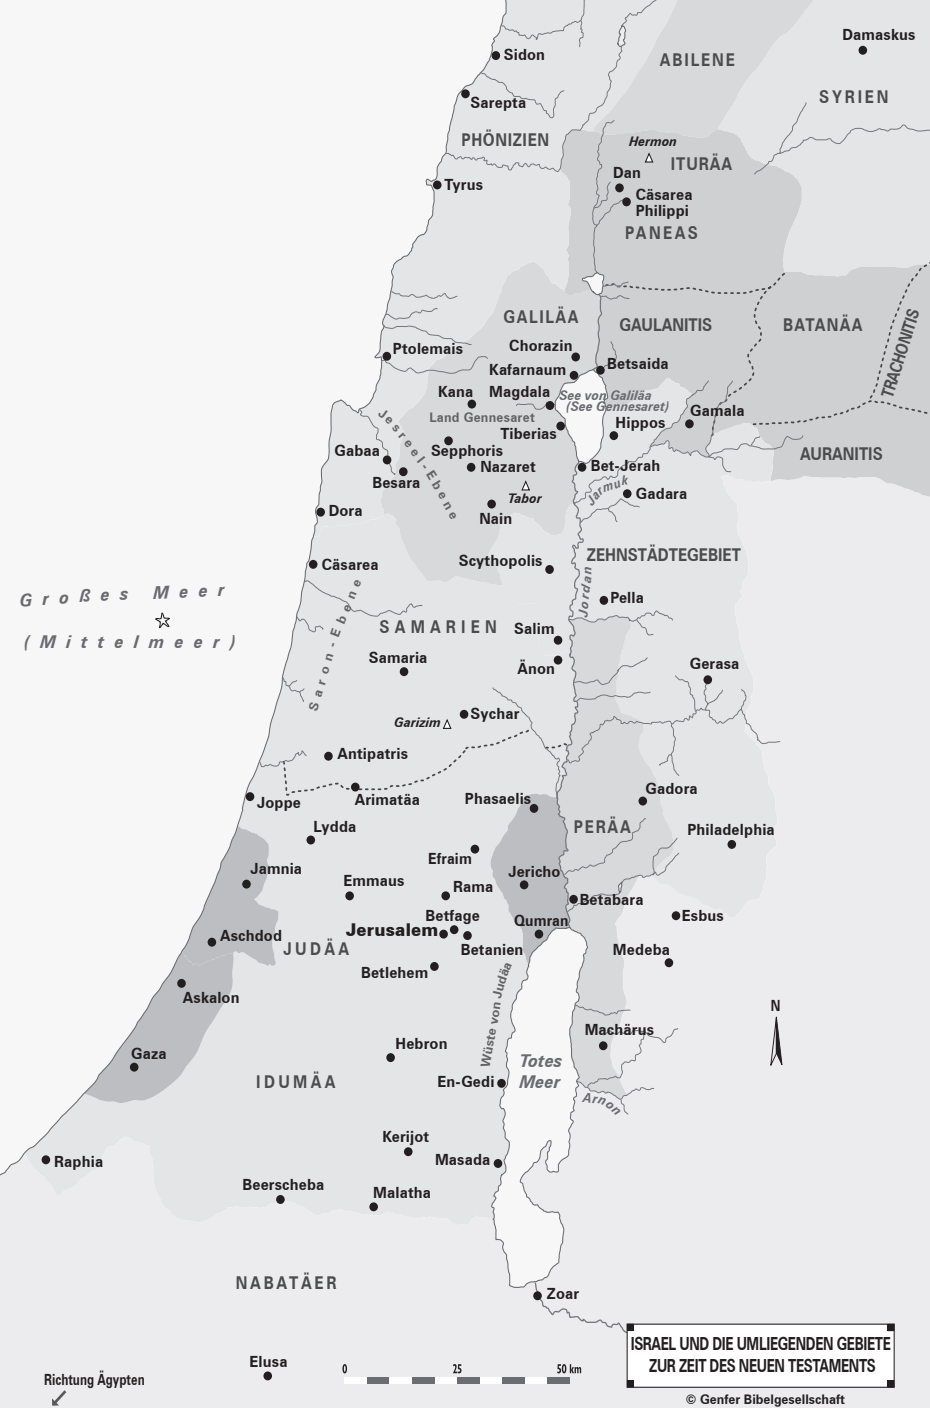 Damaskus
Sidon
ABILENE
SYRIEN
Sarepta
PHÖNIZIEN
Hermon
ITURÄA
Dan
Tyrus
Cäsarea
Philippi
PANEAS
GALILÄA
GAULANITIS
BATANÄA
TRACHONITIS
Ptolemais
Chorazin
Kafarnaum
Betsaida
Kana
Magdala
See von Galiläa
(See Gennesaret)
Land Gennesaret
Gamala
Hippos
Jesreel-Ebene
Tiberias
Gabaa
Sepphoris
AURANITIS
Nazaret
Bet-Jerah
Besara
Tabor
Jarmuk
Gadara
Dora
Nain
ZEHNSTÄDTEGEBIET
Cäsarea
Scythopolis
Jordan
Großes Meer
(Mittelmeer)
Saron-Ebene
Pella
SAMARIEN
Salim
Samaria
Änon
Gerasa
Sychar
Garizim
Antipatris
Joppe
Arimatäa
Phasaelis
Gadora
Lydda
PERÄA
Philadelphia
Efraim
Jamnia
Jericho
Emmaus
Rama
Betabara
Betfage
Qumran
Esbus
Jerusalem
Aschdod
JUDÄA
Betanien
Medeba
Betlehem
Wüste von Judäa
Askalon
N
Machärus
Hebron
Gaza
Totes
Meer
IDUMÄA
En-Gedi
Arnon
Kerijot
Raphia
Masada
Beerscheba
Malatha
NABATÄER
Zoar
ISRAEL UND DIE UMLIEGENDEN GEBIETE
ZUR ZEIT DES NEUEN TESTAMENTS
Elusa
0 25 50 km
Richtung Ägypten
© Genfer Bibelgesellschaft